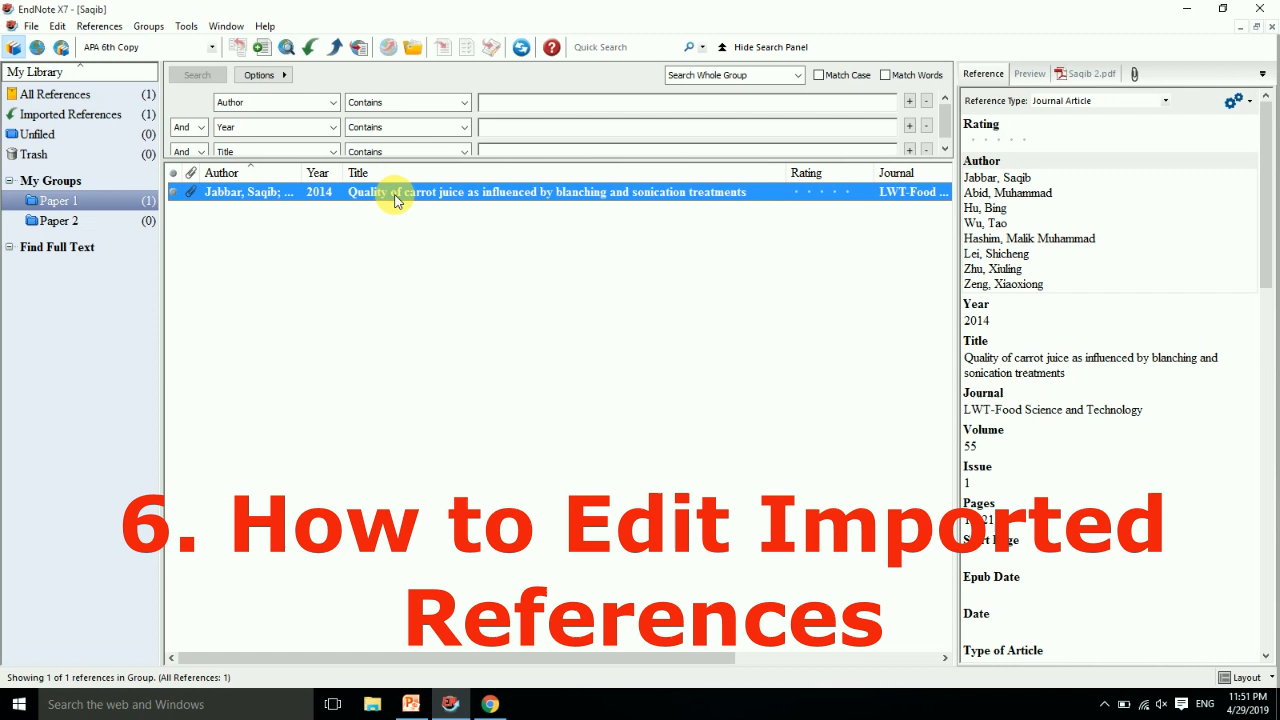 EndNote X7 - [Saqib]
File Edit References Groups Tools Window Help
APA 6th Copy
Quick Search
Hide Search Panel
My Library
All References (1)
Imported References (1)
Unfiled (0)
Trash (0)
My Groups
Paper 1 (1)
Paper 2 (0)
Find Full Text
Search Options Search Whole Group Match Case Match Words
Author Contains + -
And Year Contains + -
And Title Contains + -
Author Year Title Rating Journal
Jabbar, Saqib; ... 2014 Quality of carrot juice as influenced by blanching and sonication treatments LWT-Food ...
Reference Preview Saqib 2.pdf
Reference Type: Journal Article
Rating
Author
Jabbar, Saqib
Abid, Muhammad
Hu, Bing
Wu, Tao
Hashim, Malik Muhammad
Lei, Shicheng
Zhu, Xiuling
Zeng, Xiaoxiong
Year
2014
Title
Quality of carrot juice as influenced by blanching and
sonication treatments
Journal
LWT-Food Science and Technology
Volume
55
Issue
1
Pages
Epub Date
Date
Type of Article
6. How to Edit Imported
References
Showing 1 of 1 references in Group. (All References: 1)
Layout
Search the web and Windows
ENG
11:51 PM
4/29/2019